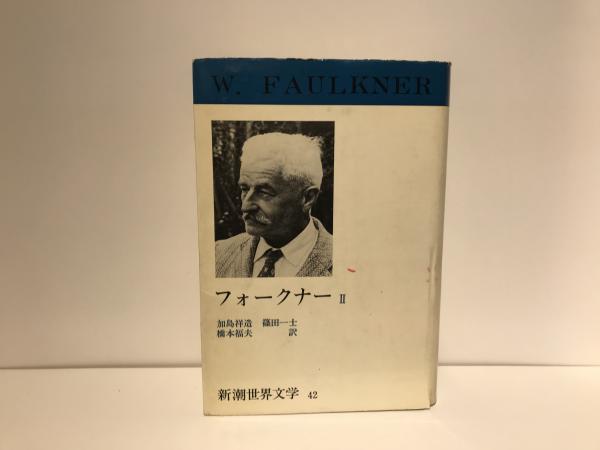 W. FAULKNER
フォークナー II
加島祥造 篠田一士
橋本福夫 訳
新潮世界文学 42